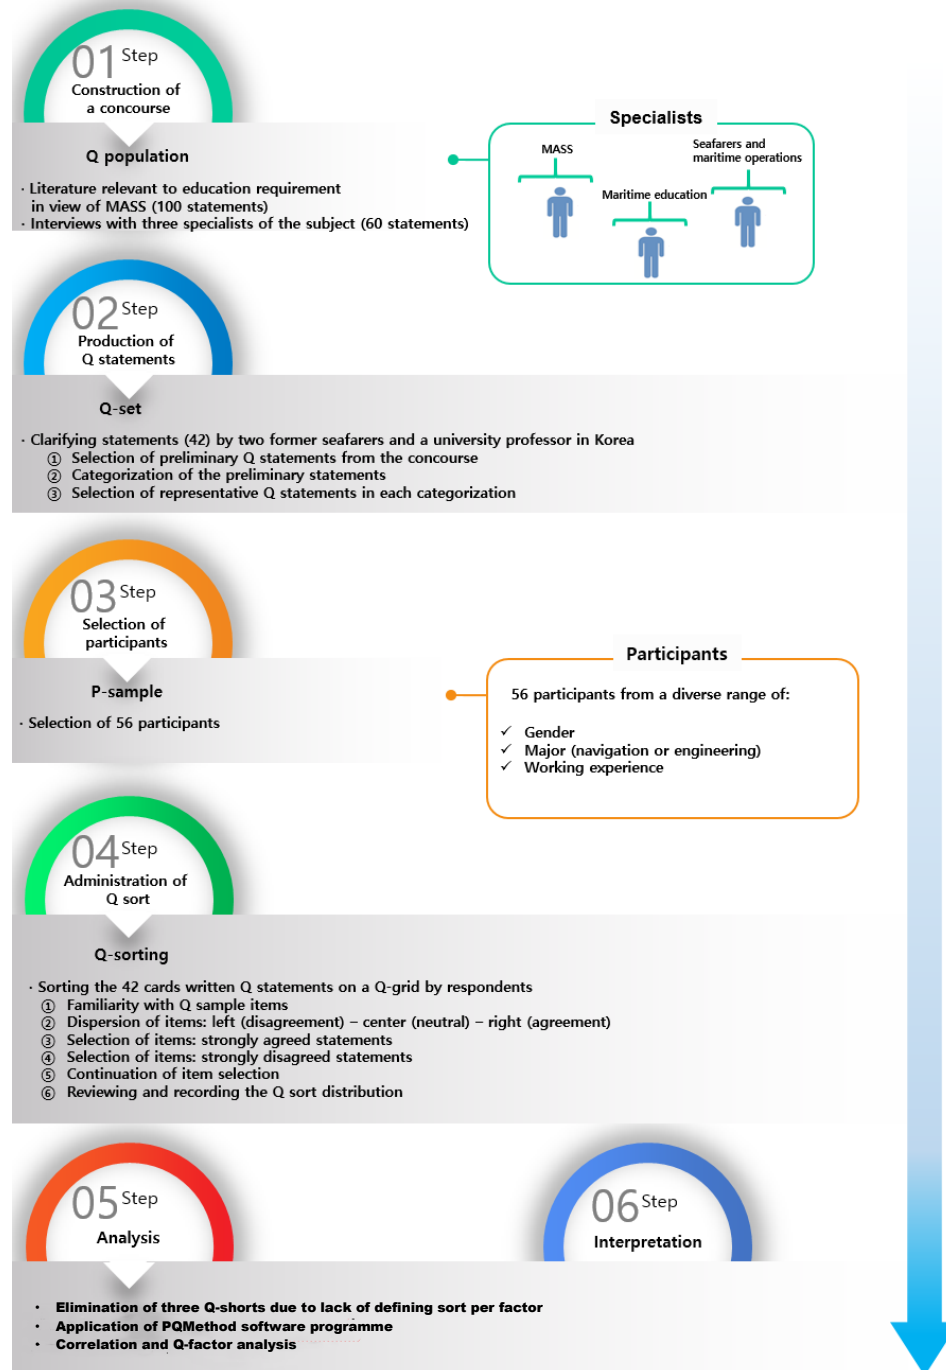 01 Step
Construction of
a concourse
Q population
· Literature relevant to education requirement
in view of MASS (100 statements)
· Interviews with three specialists of the subject (60 statements)
Specialists
MASS
Maritime education
Seafarers and
maritime operations
02 Step
Production of
Q statements
Q-set
· Clarifying statements (42) by two former seafarers and a university professor in Korea
① Selection of preliminary Q statements from the concourse
② Categorization of the preliminary statements
③ Selection of representative Q statements in each categorization
03 Step
Selection of
participants
P-sample
· Selection of 56 participants
Participants
56 participants from a diverse range of:
✓ Gender
✓ Major (navigation or engineering)
✓ Working experience
04 Step
Administration of
Q sort
Q-sorting
· Sorting the 42 cards written Q statements on a Q-grid by respondents
① Familiarity with Q sample items
② Dispersion of items: left (disagreement) – center (neutral) – right (agreement)
③ Selection of items: strongly agreed statements
④ Selection of items: strongly disagreed statements
⑤ Continuation of item selection
⑥ Reviewing and recording the Q sort distribution
05 Step
Analysis
06 Step
Interpretation
• Elimination of three Q-shorts due to lack of defining sort per factor
• Application of PQMethod software programme
• Correlation and Q-factor analysis